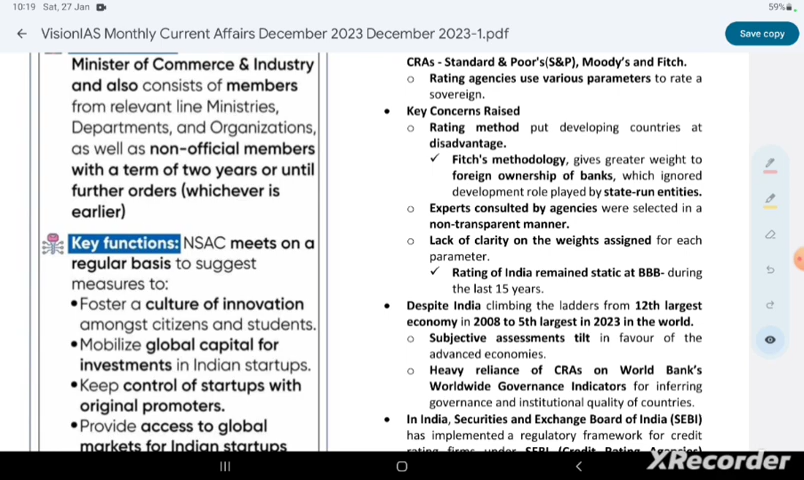 10:19 Sat, 27 Jan
59%
VisionIAS Monthly Current Affairs December 2023 December 2023-1.pdf
Save copy
Minister of Commerce & Industry
and also consists of members
from relevant line Ministries,
Departments, and Organizations,
as well as non-official members
with a term of two years or until
further orders (whichever is
earlier)
Key functions: NSAC meets on a
regular basis to suggest
measures to:
•Foster a culture of innovation
amongst citizens and students.
•Mobilize global capital for
investments in Indian startups.
•Keep control of startups with
original promoters.
•Provide access to global
markets for Indian startups
CRAs - Standard & Poor's(S&P), Moody's and Fitch.
o Rating agencies use various parameters to rate a
sovereign.
• Key Concerns Raised
o Rating method put developing countries at
disadvantage.
✓ Fitch's methodology, gives greater weight to
foreign ownership of banks, which ignored
development role played by state-run entities.
o Experts consulted by agencies were selected in a
non-transparent manner.
o Lack of clarity on the weights assigned for each
parameter.
✓ Rating of India remained static at BBB- during
the last 15 years.
• Despite India climbing the ladders from 12th largest
economy in 2008 to 5th largest in 2023 in the world.
o Subjective assessments tilt in favour of the
advanced economies.
o Heavy reliance of CRAs on World Bank's
Worldwide Governance Indicators for inferring
governance and institutional quality of countries.
• In India, Securities and Exchange Board of India (SEBI)
has implemented a regulatory framework for credit
rating firms under SEBI (Credit Rating Agencies)
XRecorder